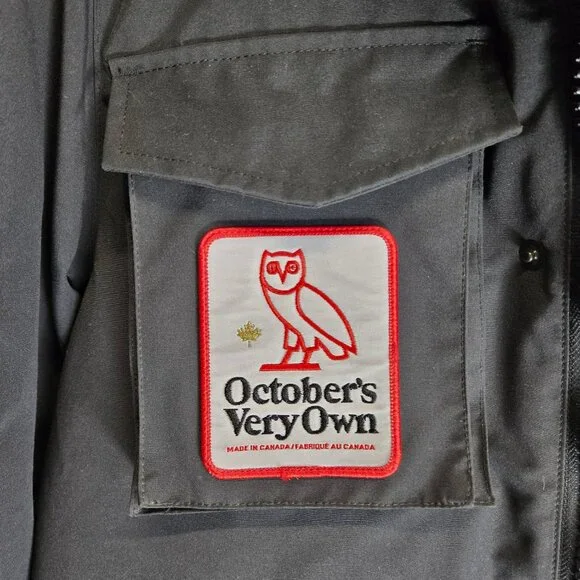 October's
Very Own
MADE IN CANADA/FABRIQUÉ AU CANADA